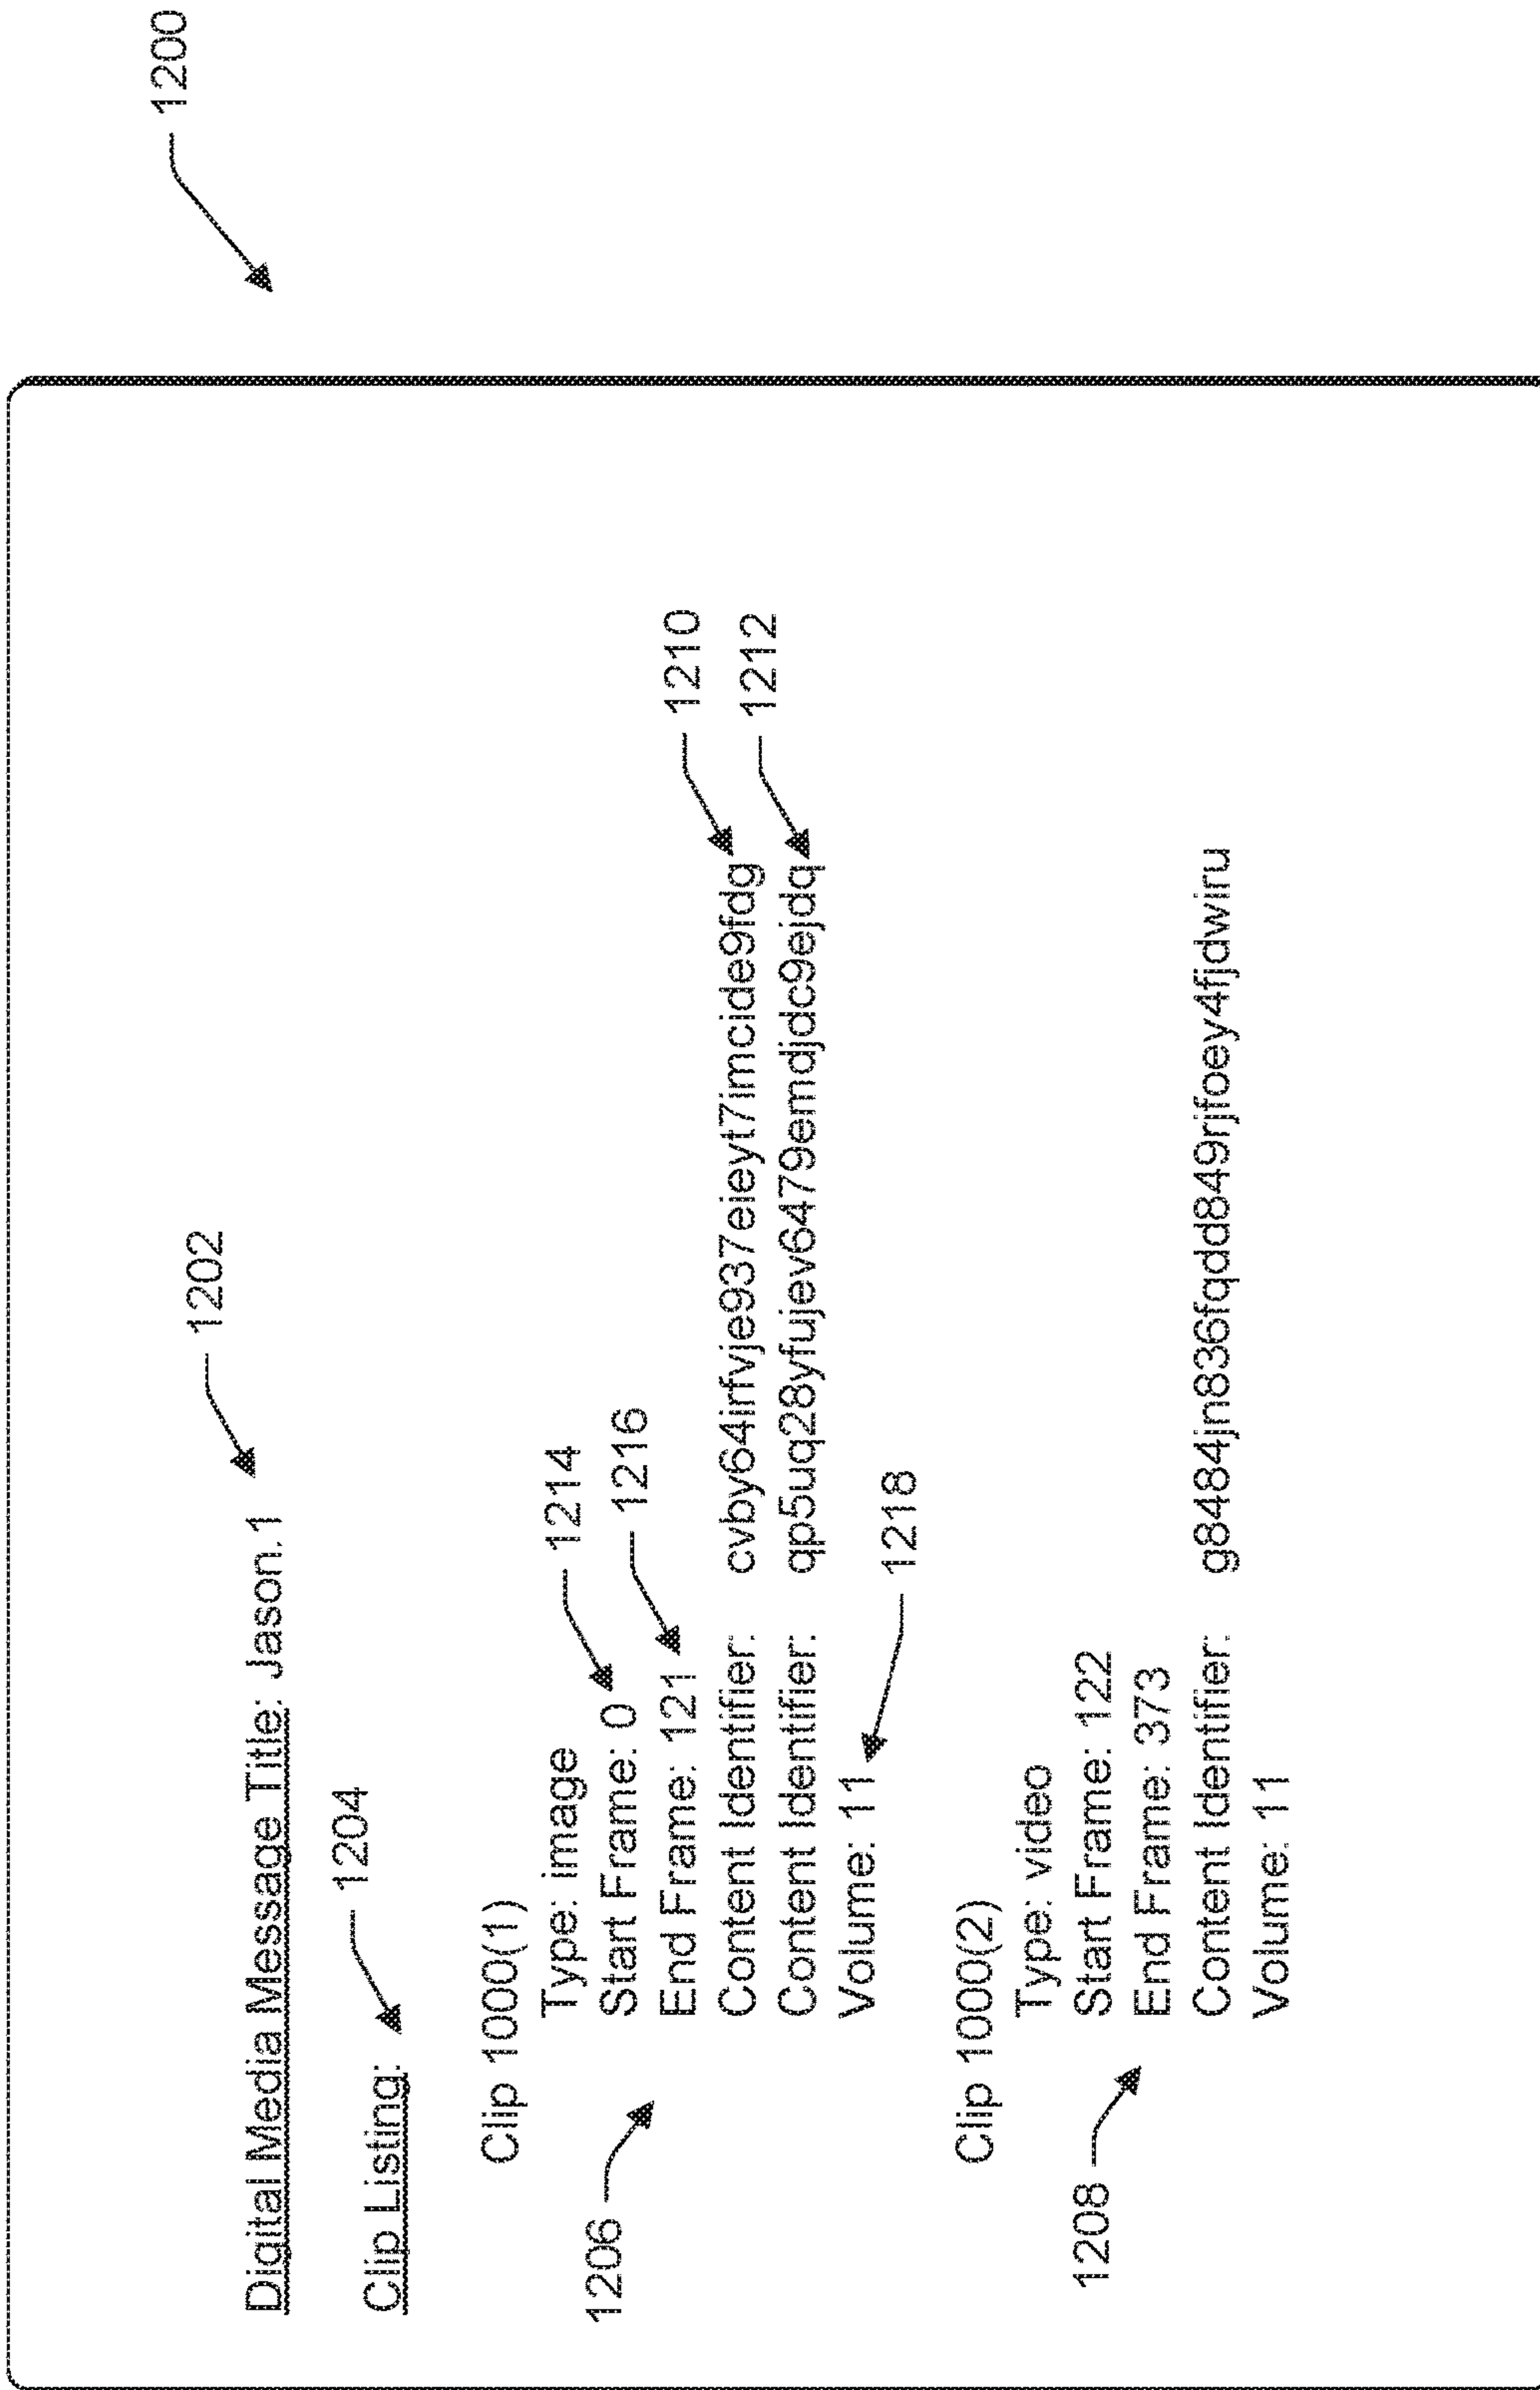 1200
Digital Media Message Title: Jason.1
1202
Clip Listing:
1204
Clip 1000(1)
Type: image
Start Frame: 0
1214
End Frame: 121
1216
Content Identifier: cvby64irfvje937eieyt7imcide9fdg
1210
Content Identifier: qp5uq28yfujev6479emdjdc9ejdq
1212
Volume: 11
1218
1206
Clip 1000(2)
Type: video
Start Frame: 122
End Frame: 373
Content Identifier: g8484jn836fqdd849rjfoey4fjdwiru
Volume: 11
1208